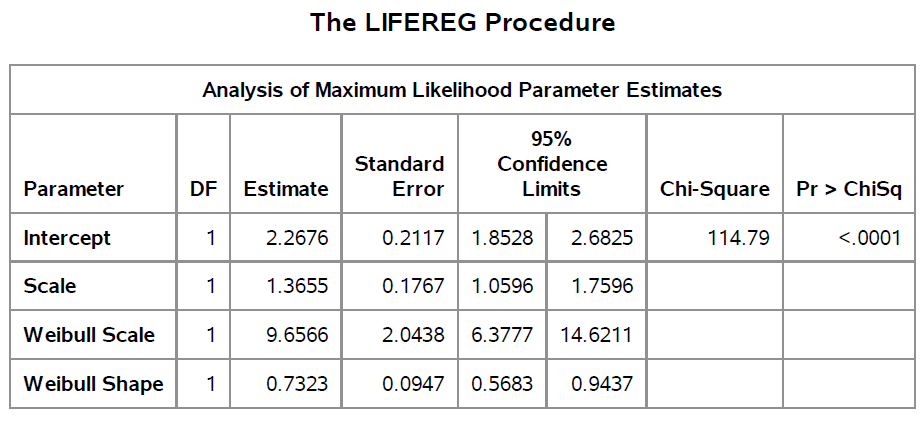 The LIFEREG Procedure
Analysis of Maximum Likelihood Parameter Estimates
Parameter DF Estimate Standard Error 95% Confidence Limits Chi-Square Pr > ChiSq
Intercept 1 2.2676 0.2117 1.8528 2.6825 114.79 <.0001
Scale 1 1.3655 0.1767 1.0596 1.7596
Weibull Scale 1 9.6566 2.0438 6.3777 14.6211
Weibull Shape 1 0.7323 0.0947 0.5683 0.9437